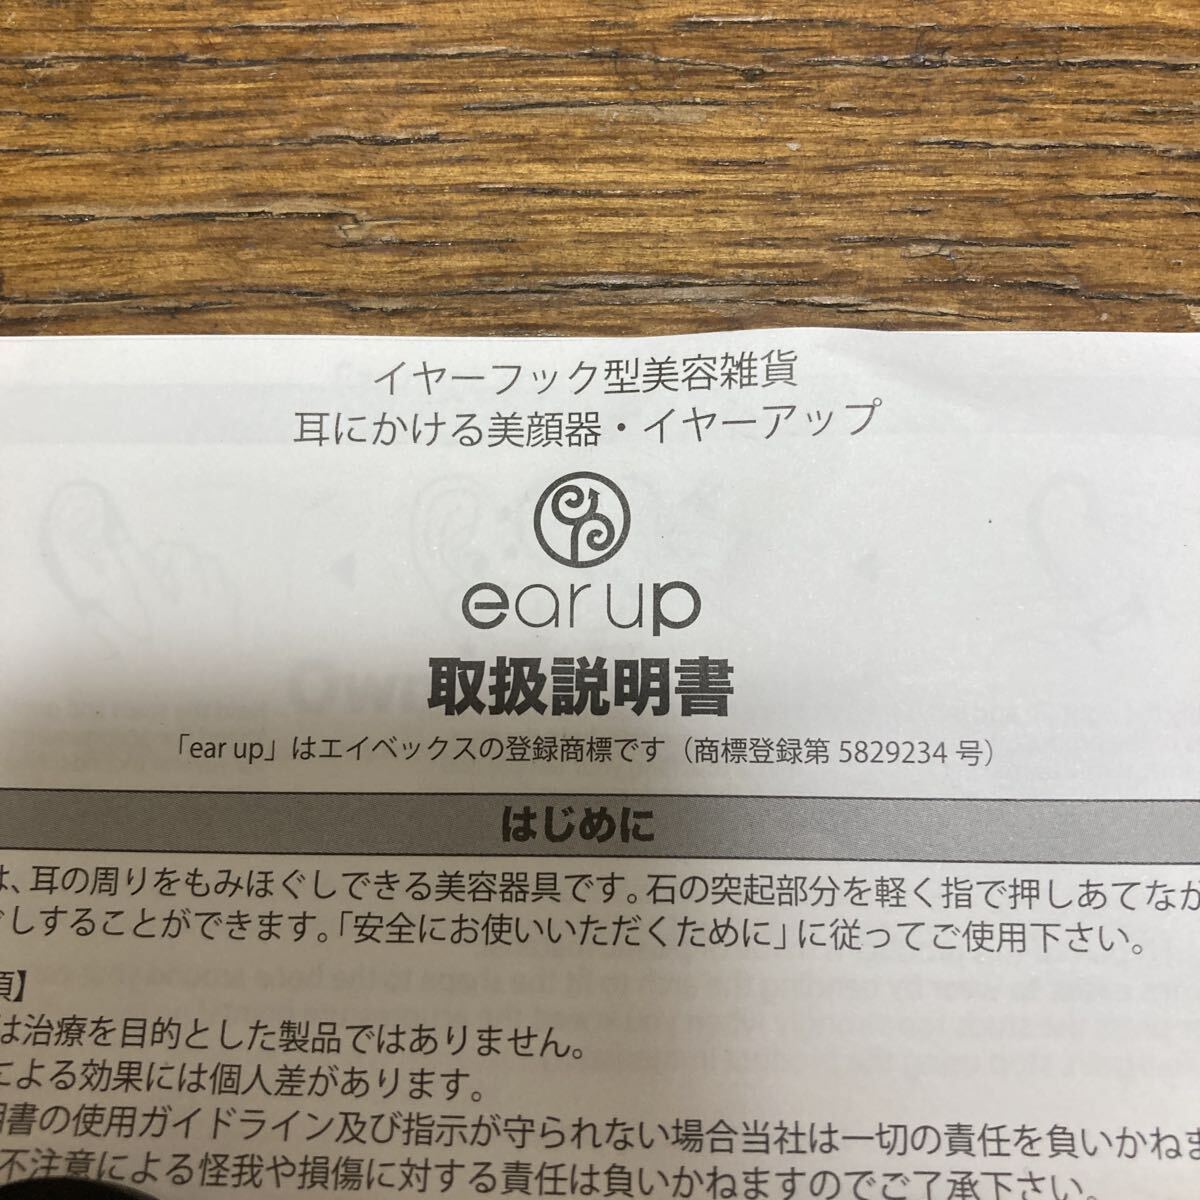 イヤーフック型美容雑貨
耳にかける美顔器・イヤーアップ
ear up
取扱説明書
「ear up」はエイベックスの登録商標です（商標登録第 5829234 号）
はじめに
は、耳の周りをもみほぐしできる美容器具です。石の突起部分を軽く指で押しあてなが
しすることができます。「安全にお使いいただくために」に従ってご使用下さい。
項】
は治療を目的とした製品ではありません。
による効果には個人差があります。
明書の使用ガイドライン及び指示が守られない場合当社は一切の責任を負いかねま
不注意による怪我や損傷に対する責任は負いかねますのでご了承下さい。